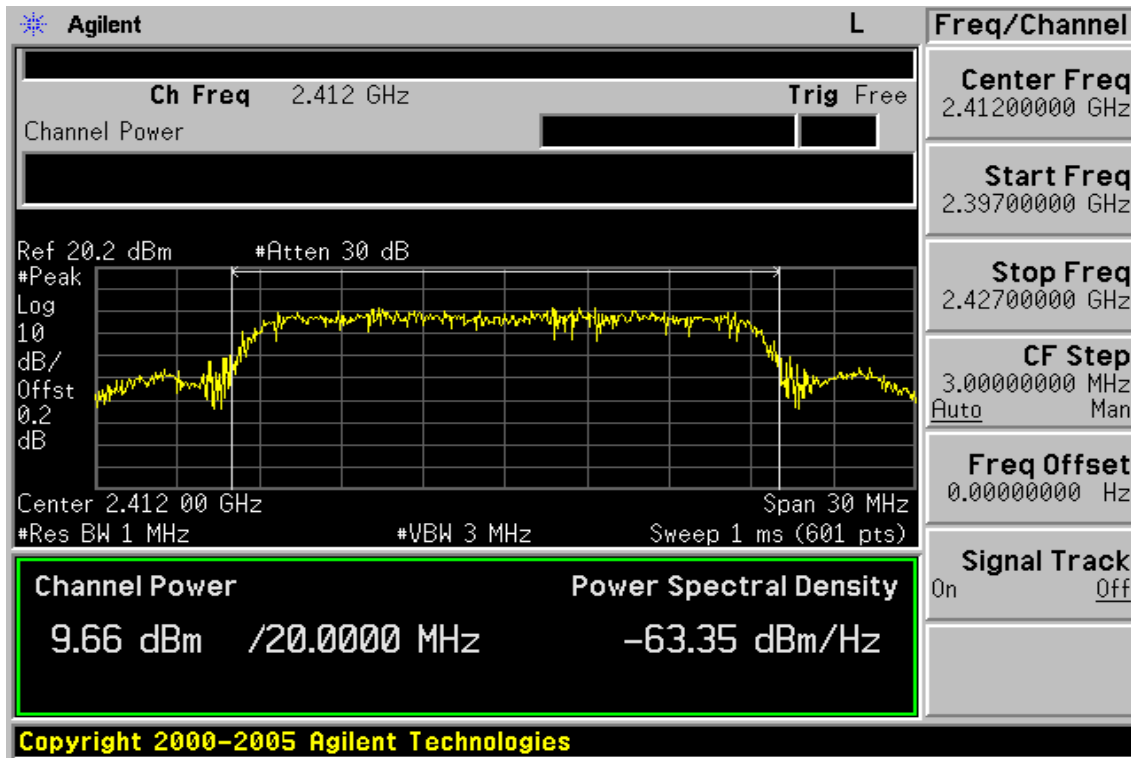 Agilent L Freq/Channel
Ch Freq 2.412 GHz Trig Free
Channel Power
Ref 20.2 dBm #Atten 30 dB
#Peak
Log
10
dB/
Offst
0.2
dB
Center 2.412 00 GHz Span 30 MHz
#Res BW 1 MHz #VBW 3 MHz Sweep 1 ms (601 pts)
Channel Power Power Spectral Density
9.66 dBm /20.0000 MHz -63.35 dBm/Hz
Copyright 2000-2005 Agilent Technologies
Center Freq
2.41200000 GHz
Start Freq
2.39700000 GHz
Stop Freq
2.42700000 GHz
CF Step
3.00000000 MHz
Auto Man
Freq Offset
0.00000000 Hz
Signal Track
On Off